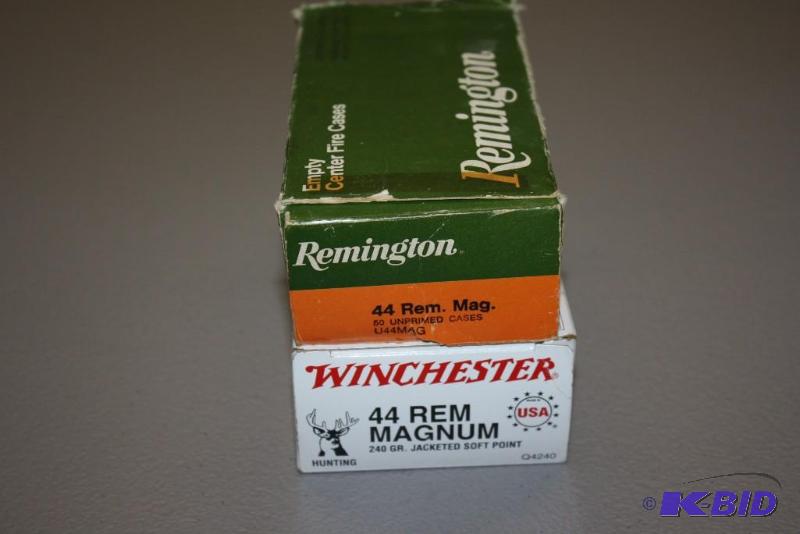 Empty
Center Fire Cases
Remington
Remington
44 Rem. Mag.
50 UNPRIMED CASES
U44MAG
WINCHESTER
44 REM
MAGNUM
240 GR. JACKETED SOFT POINT
HUNTING
USA
Q4240
© K-BID